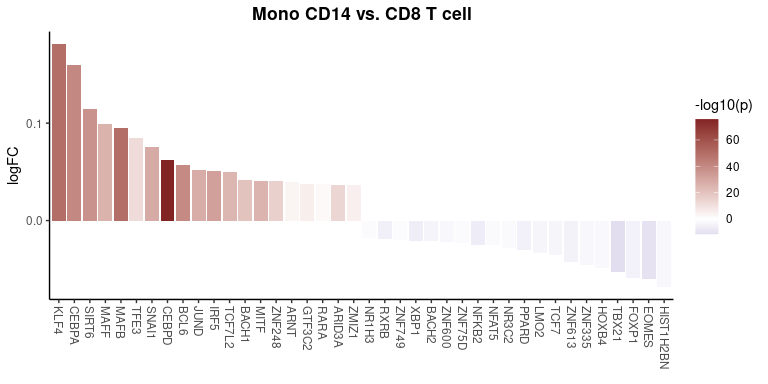 Mono CD14 vs. CD8 T cell
logFC
0.1
0.0
KLF4
CEBPA
SIRT6
MAFF
MAFB
TFE3
SNAI1
CEBPD
BCL6
JUND
IRF5
TCF7L2
BACH1
MITF
ZNF248
ARNT
GTF3C2
RARA
ARID3A
ZMIZ1
NR1H3
RXRB
ZNF749
XBP1
BACH2
ZNF600
ZNF75D
NFKB2
NFAT5
NR3C2
PPARD
LMO2
TCF7
ZNF613
ZNF335
HOXB4
TBX21
FOXP1
EOMES
HIST1H2BN
-log10(p)
60
40
20
0